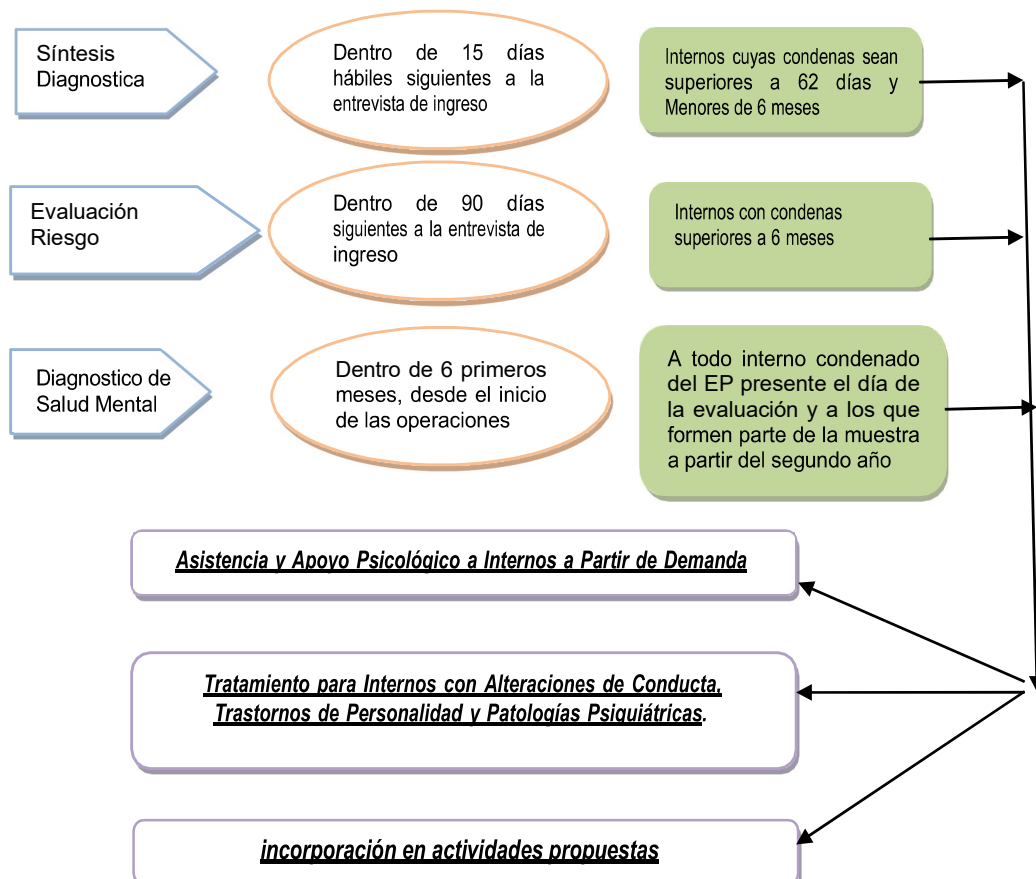 Síntesis
Diagnostica
Dentro de 15 días
hábiles siguientes a la
entrevista de ingreso
Internos cuyas condenas sean
superiores a 62 días y
Menores de 6 meses
Evaluación
Riesgo
Dentro de 90 días
siguientes a la entrevista de
ingreso
Internos con condenas
superiores a 6 meses
Diagnostico de
Salud Mental
Dentro de 6 primeros
meses, desde el inicio
de las operaciones
A todo interno condenado
del EP presente el día de
la evaluación y a los que
formen parte de la muestra
a partir del segundo año
Asistencia y Apoyo Psicológico a Internos a Partir de Demanda
Tratamiento para Internos con Alteraciones de Conducta,
Trastornos de Personalidad y Patologías Psiquiátricas.
incorporación en actividades propuestas